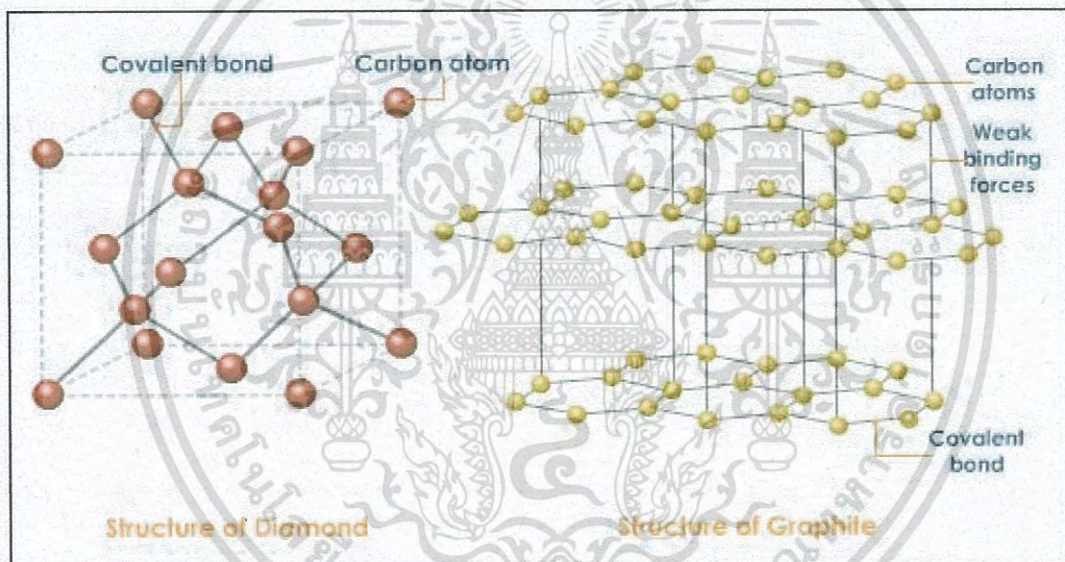 Covalent bond
Carbon atom
Carbon
atoms
Weak
binding
forces
Covalent
bond
Structure of Diamond
Structure of Graphite